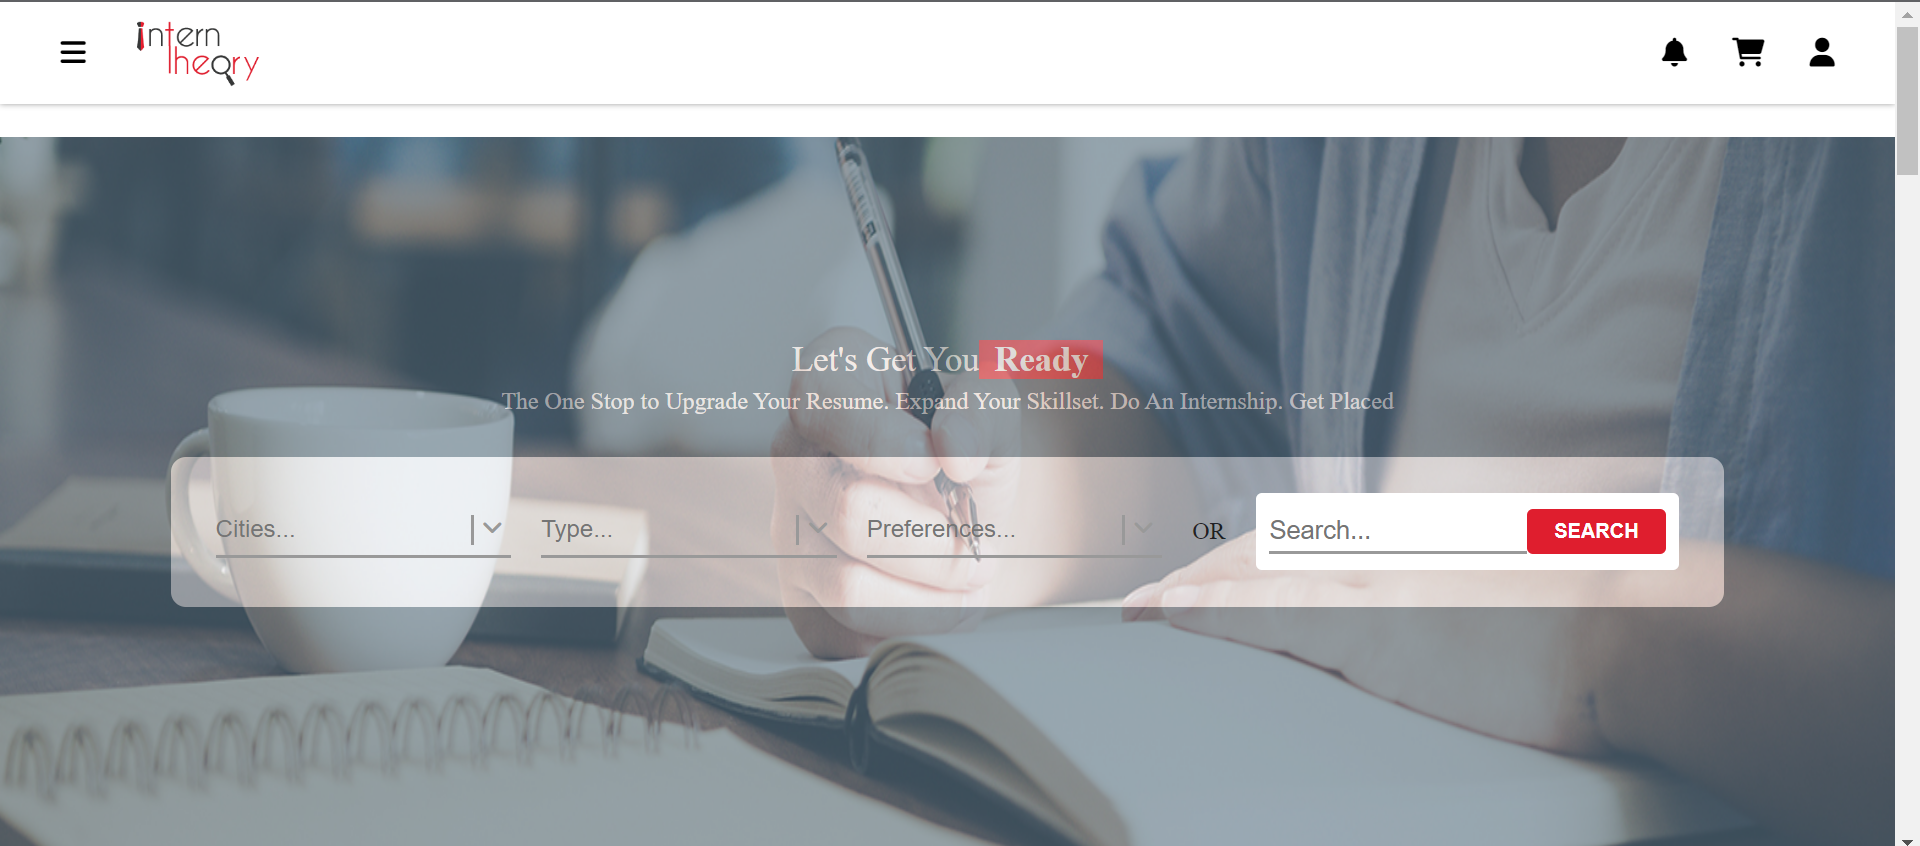 intern
theory
Let's Get You Ready
The One Stop to Upgrade Your Resume. Expand Your Skillset. Do An Internship. Get Placed
Cities...
Type...
Preferences...
OR
Search...
SEARCH